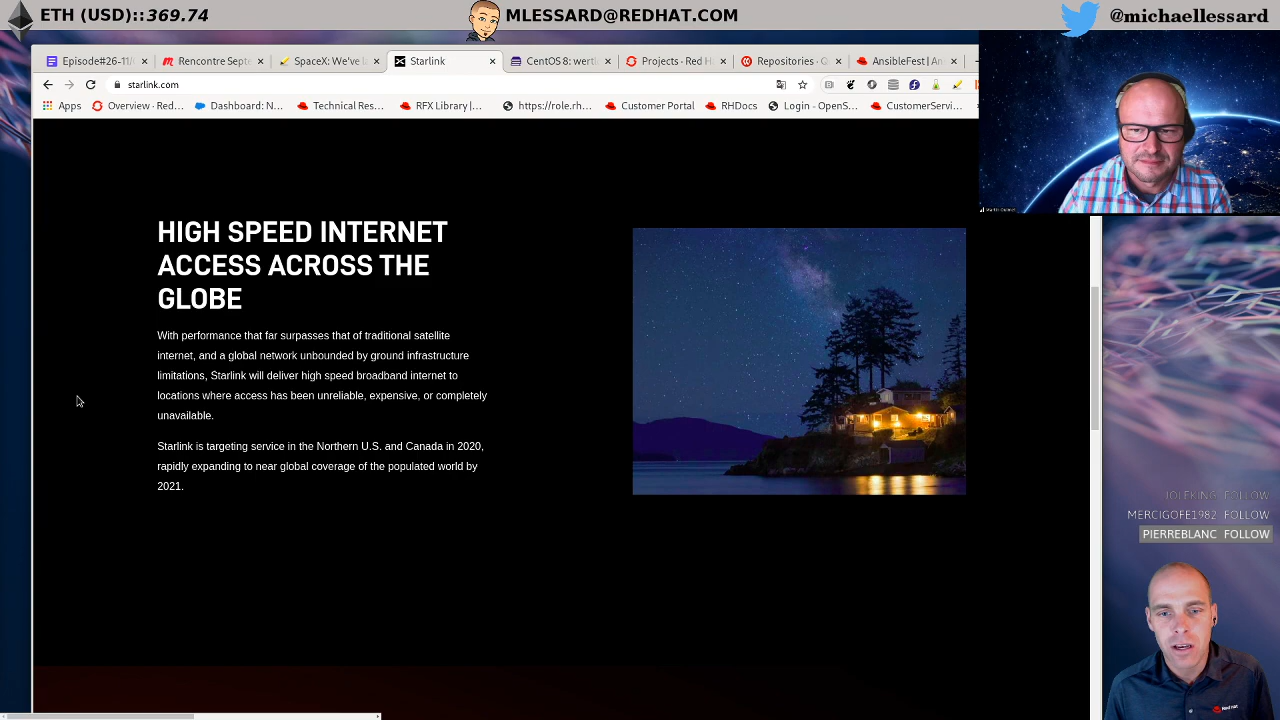 ETH (USD)::369.74
MLESSARD@REDHAT.COM
@michaellessard
Episode#26-11/
Rencontre Sept
SpaceX: We've l
Starlink
CentOS 8: wert
Projects - Red H
Repositories - Q
AnsibleFest | An
starlink.com
Apps
Overview - Red...
Dashboard: N...
Technical Res...
RFX Library |...
https://role.rh...
Customer Portal
RHDocs
Login - OpenS...
CustomerServi...
HIGH SPEED INTERNET
ACCESS ACROSS THE
GLOBE
With performance that far surpasses that of traditional satellite
internet, and a global network unbounded by ground infrastructure
limitations, Starlink will deliver high speed broadband internet to
locations where access has been unreliable, expensive, or completely
unavailable.
Starlink is targeting service in the Northern U.S. and Canada in 2020,
rapidly expanding to near global coverage of the populated world by
2021.
JOLEKING FOLLOW
MERCIGOFE1982 FOLLOW
PIERREBLANC FOLLOW
Red Hat